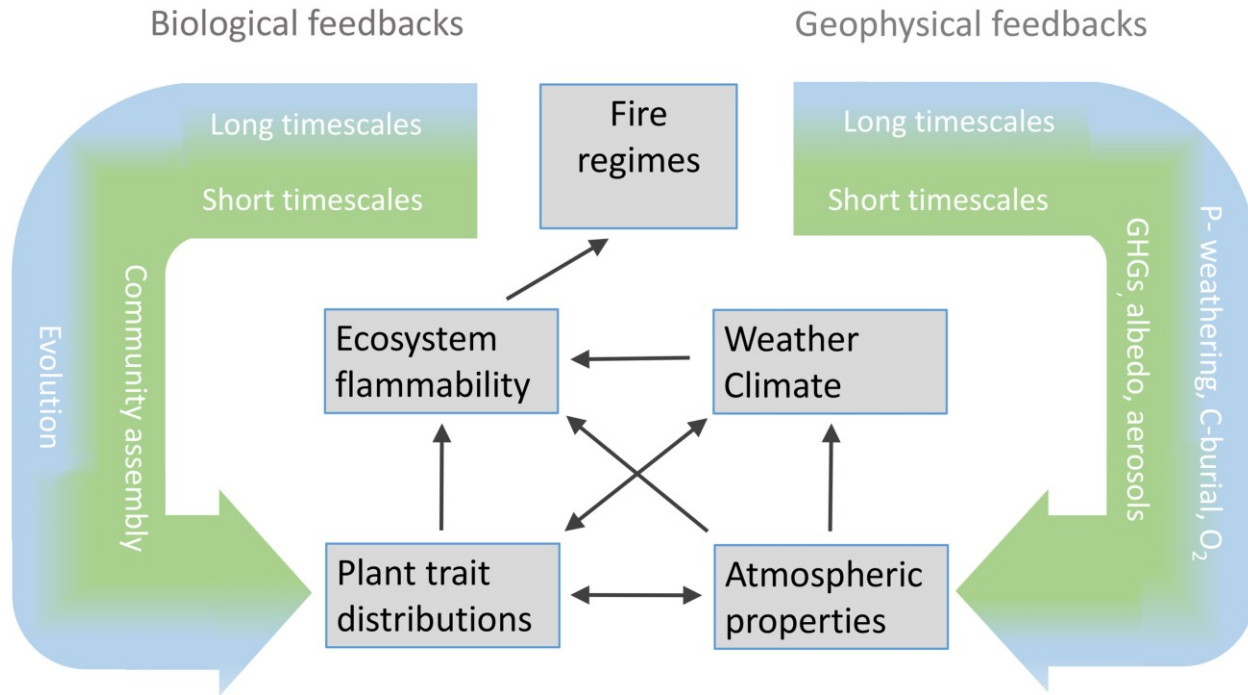 Biological feedbacks
Geophysical feedbacks
Long timescales
Short timescales
Evolution
Community assembly
Fire
regimes
Long timescales
Short timescales
GHGs, albedo, aerosols
P- weathering, C-burial, O₂
Ecosystem
flammability
Weather
Climate
Plant trait
distributions
Atmospheric
properties